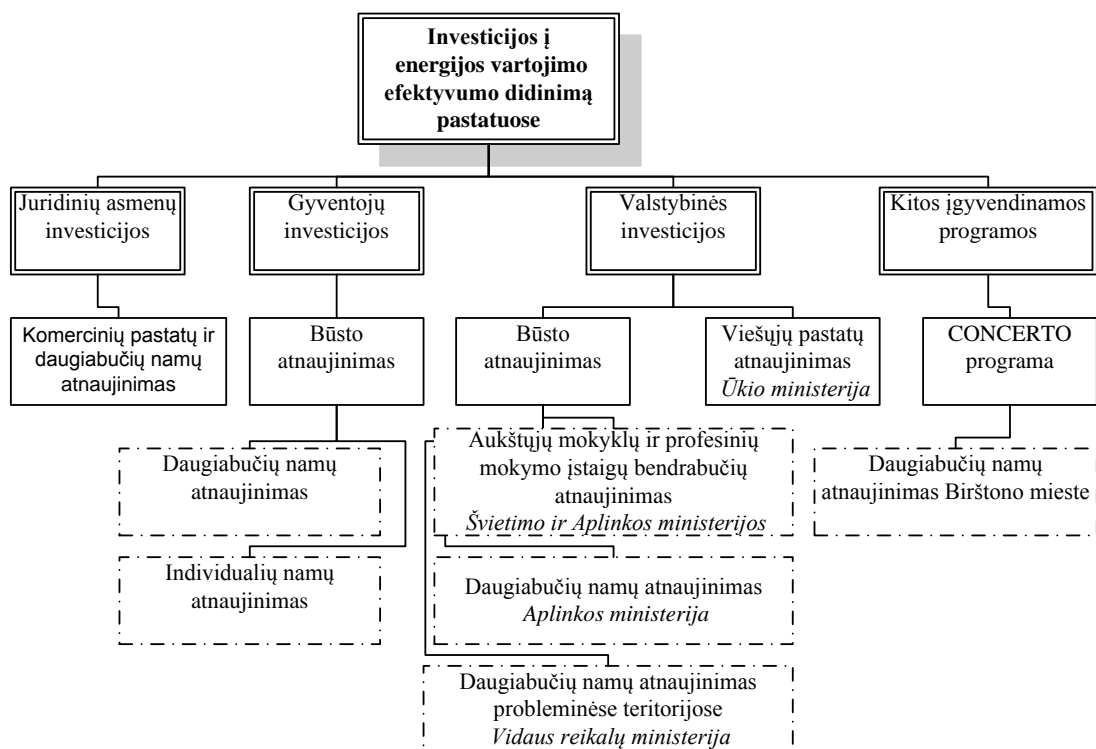 Investicijos į
energijos vartojimo
efektyvumo didinimą
pastatuose
Juridinių asmenų
investicijos
Gyventojų
investicijos
Valstybinės
investicijos
Kitos įgyvendinamos
programos
Komercinių pastatų ir
daugiabučių namų
atnaujinimas
Būsto
atnaujinimas
Būsto
atnaujinimas
Viešųjų pastatų
atnaujinimas
Ūkio ministerija
CONCERTO
programa
Daugiabučių namų
atnaujinimas
Individualių namų
atnaujinimas
Aukštųjų mokyklų ir profesinių
mokymo įstaigų bendrabučių
atnaujinimas
Švietimo ir Aplinkos ministerijos
Daugiabučių namų atnaujinimas
Aplinkos ministerija
Daugiabučių namų atnaujinimas
probleminėse teritorijose
Vidaus reikalų ministerija
Daugiabučių namų
atnaujinimas Birštono mieste